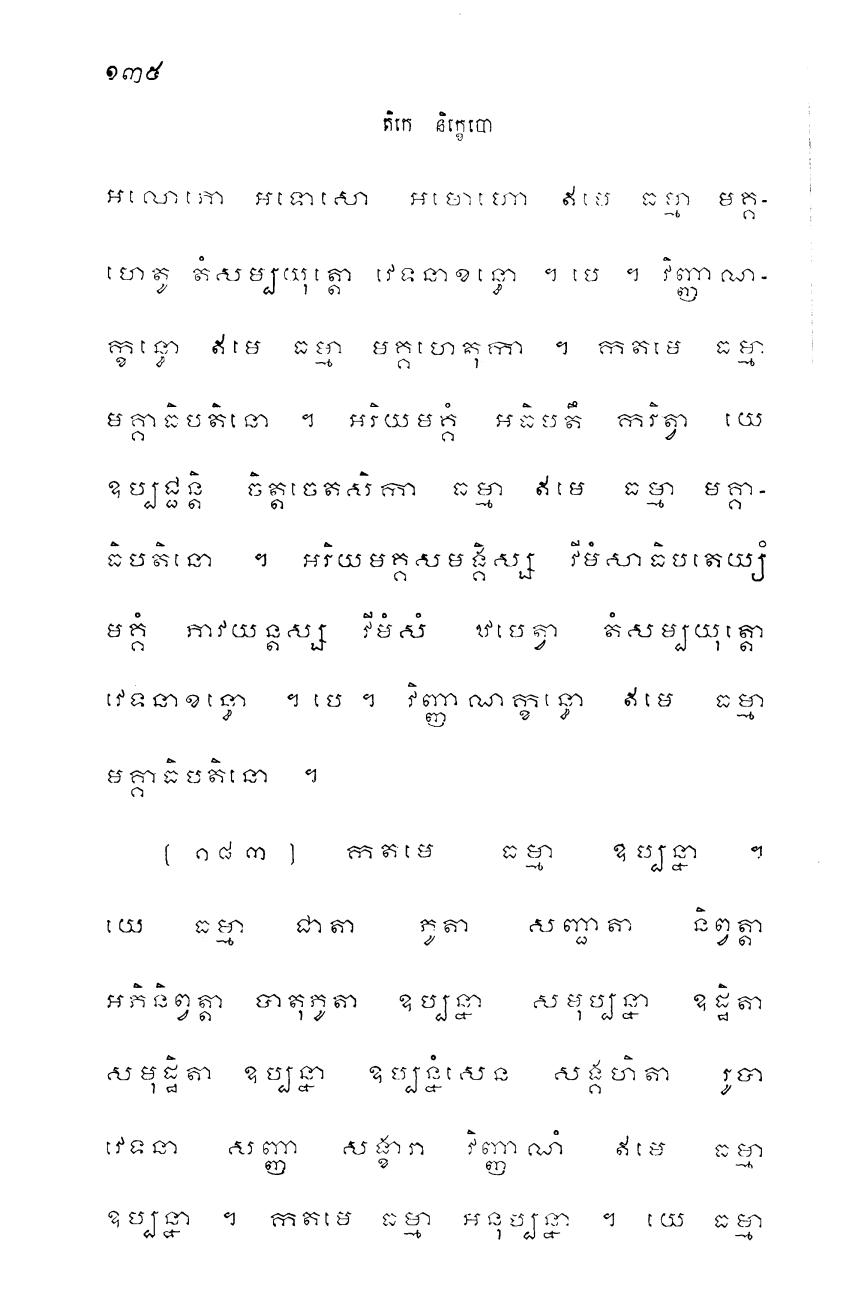 ១៣៥
តិកេ និក្ខេបោ
អលោភោ អទោសោ អមោហោ ឥមេ ធម្មា មគ្គ-
ហេតូ តំសម្បយុត្តោ វេទនាខន្ធោ ។ បេ ។ វិញ្ញាណ-
ក្ខន្ធោ ឥមេ ធម្មា មគ្គហេតុកា ។ កតមេ ធម្មា
មគ្គាធិបតិនោ ។ អរិយមគ្គំ អធិបតឹ ការិត្វា យេ
ឧប្បជ្ជន្តិ ចិត្តចេតសិកា ធម្មា ឥមេ ធម្មា មគ្គា-
ធិបតិនោ ។ អរិយមគ្គសមង្គិស្ស វីមំសាធិបតេយ្យំ
មគ្គំ ភាវយន្តស្ស វីមំសំ ឋបេត្វា តំសម្បយុត្តោ
វេទនាខន្ធោ ។ បេ ។ វិញ្ញាណក្ខន្ធោ ឥមេ ធម្មា
មគ្គាធិបតិនោ ។
[ ១៨៣ ] កតមេ ធម្មា ឧប្បន្នា ។
យេ ធម្មា ជាតា ភូតា សញ្ជាតា និព្វត្តា
អភិនិព្វត្តា បាតុភូតា ឧប្បន្នា សមុប្បន្នា ឧដ្ឋិតា
សមុដ្ឋិតា ឧប្បន្នា ឧប្បន្នំសេន សង្គហិតា រូបា
វេទនា សញ្ញា សង្ខារា វិញ្ញាណំ ឥមេ ធម្មា
ឧប្បន្នា ។ កតមេ ធម្មា អនុប្បន្នា ។ យេ ធម្មា